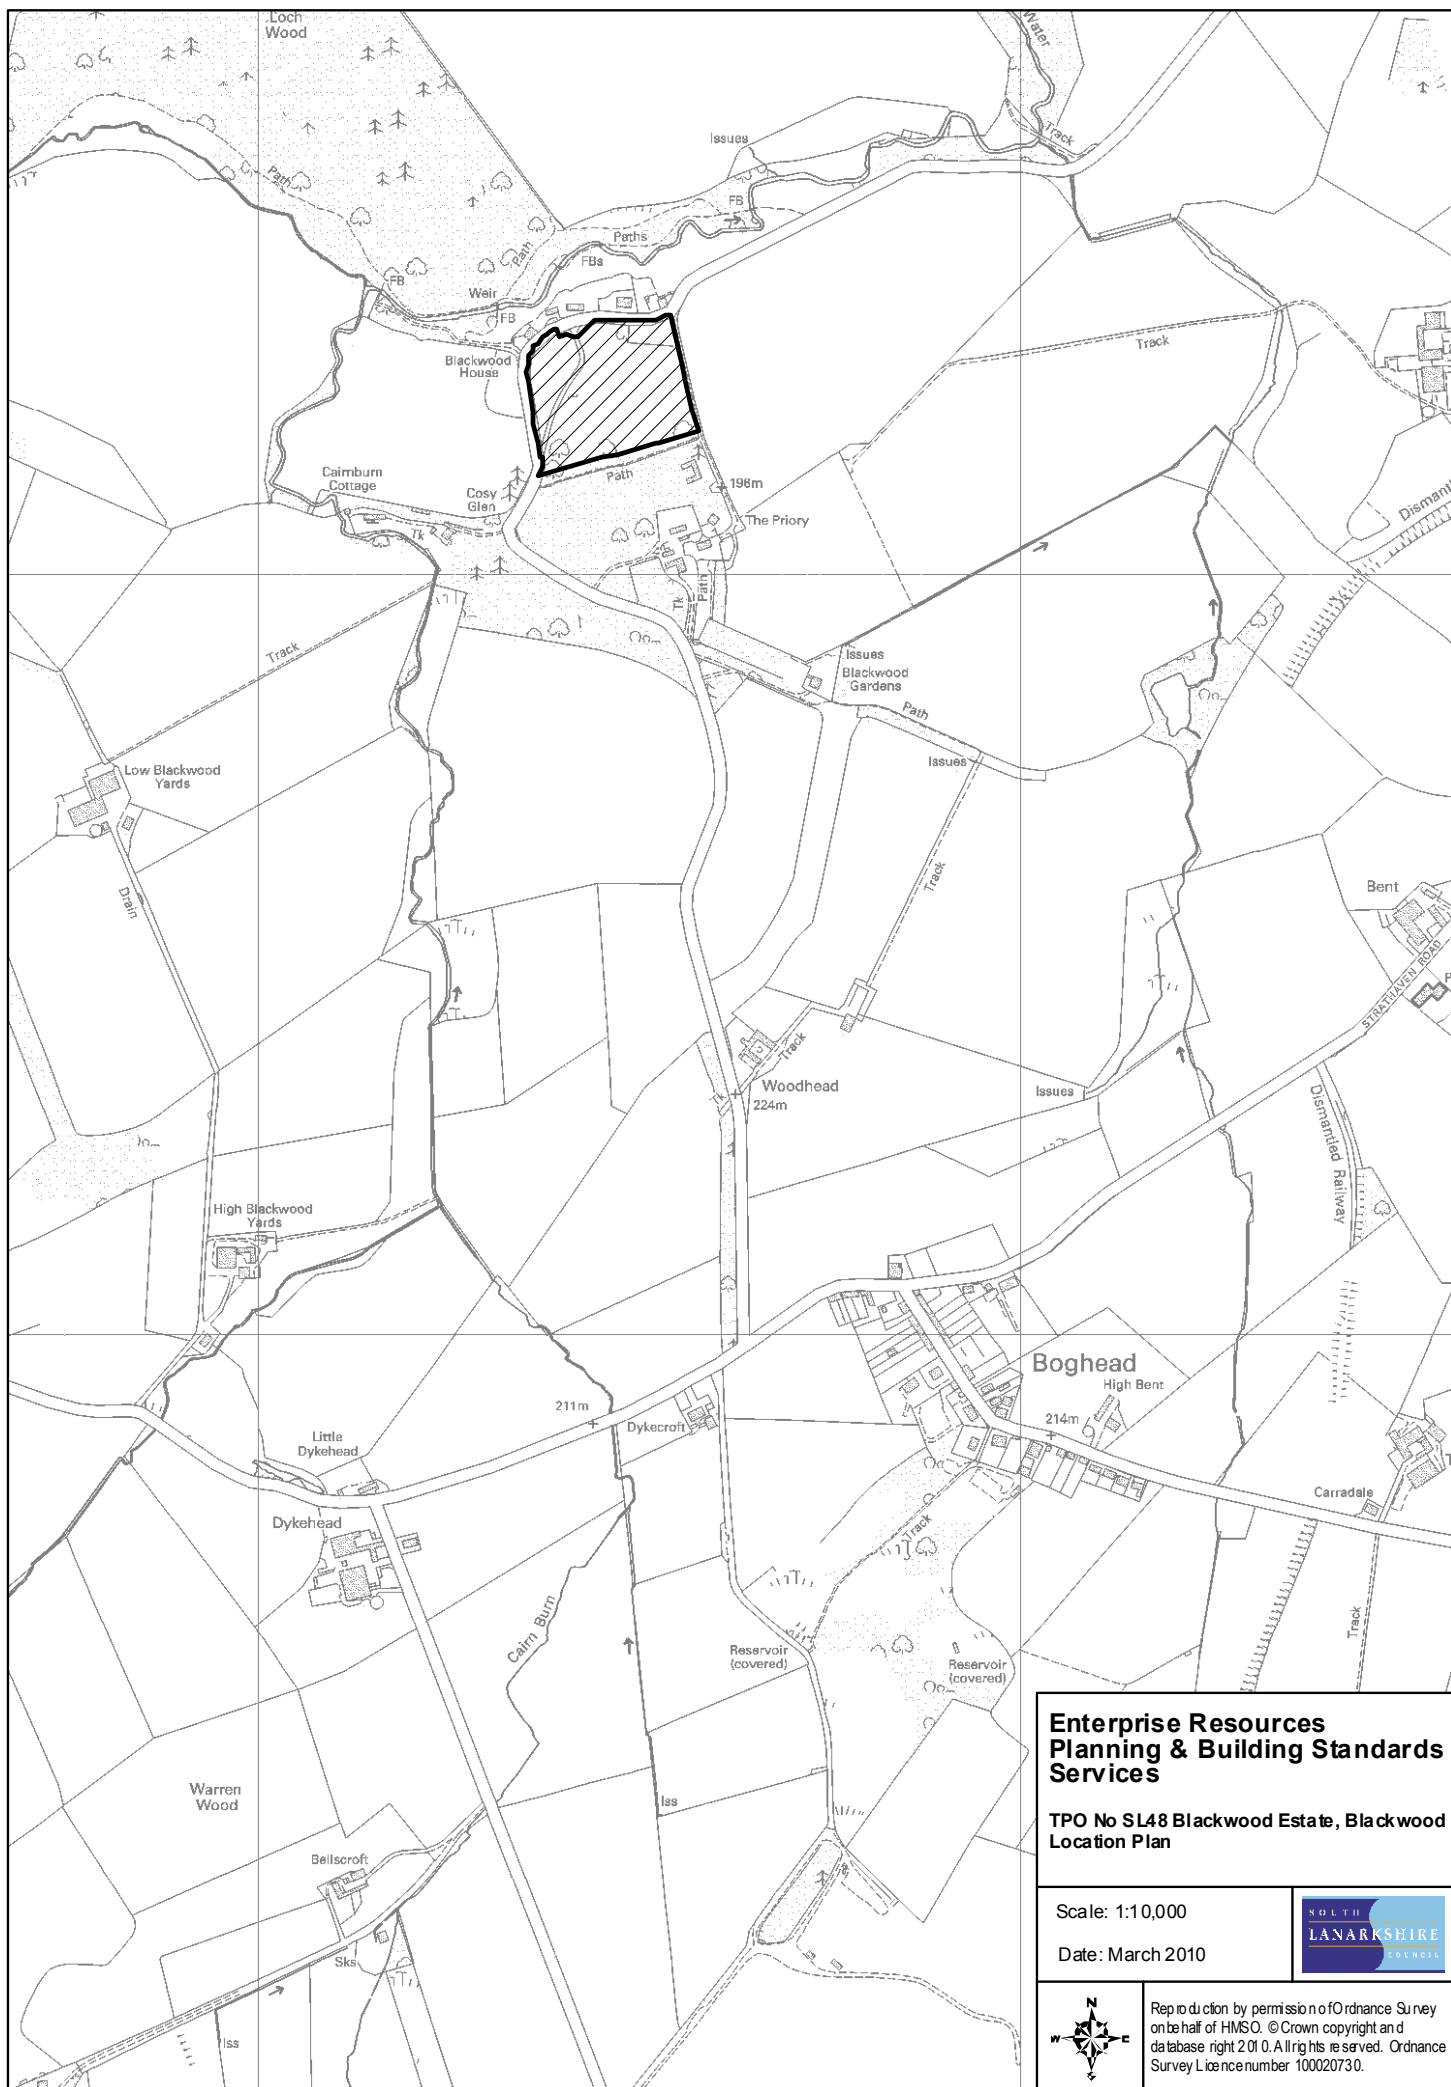 Loch
Wood
Water
Track
Issues
Path
FB
Paths
Path
FBs
FB
Weir
FB
Blackwood
House
Track
Cairnburn
Cottage
Cosy
Glen
Path
196m
The Priory
Tk
Dismantl
Tk
Path
Track
Issues
Blackwood
Gardens
Path
Issues
Low Blackwood
Yards
Drain
Track
Bent
STRATHAVEN ROAD
P
Track
Woodhead
224m
Issues
Dismantled Railway
High Blackwood
Yards
Boghead
High Bent
211m
214m
Dykecroft
Little
Dykehead
Carradale
T
Dykehead
Track
Cairn Burn
Track
Reservoir
(covered)
Reservoir
(covered)
Warren
Wood
Iss
Bellscroft
Sks
Iss
Enterprise Resources
Planning & Building Standards
Services
TPO No SL48 Blackwood Estate, Blackwood
Location Plan
Scale: 1:10,000
Date: March 2010
SOUTH
LANARKSHIRE
COUNCIL
N
W E
S
Reproduction by permission of Ordnance Survey
on behalf of HMSO. © Crown copyright and
database right 2010. All rights reserved. Ordnance
Survey Licence number 100020730.